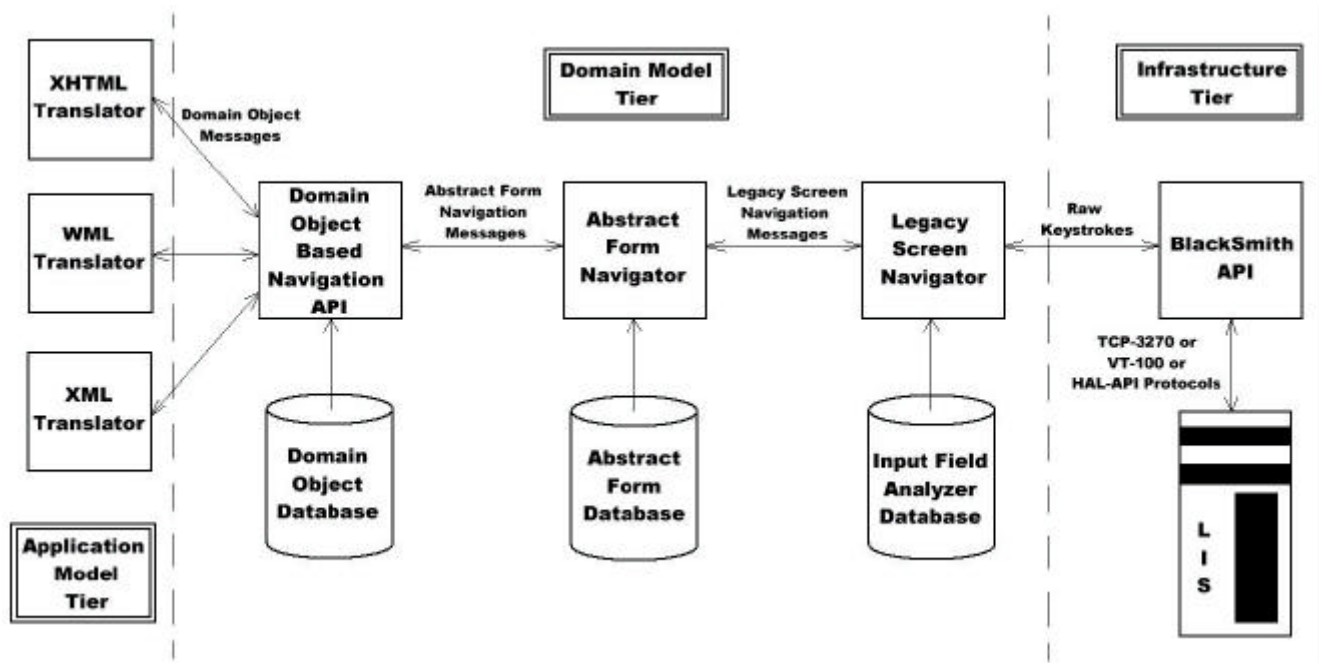 XHTML
Translator
Domain Model
Tier
Infrastructure
Tier
Domain Object
Messages
WML
Translator
Domain
Object
Based
Navigation
API
Abstract Form
Navigation
Messages
Abstract
Form
Navigator
Legacy Screen
Navigation
Messages
Legacy
Screen
Navigator
Raw
Keystrokes
BlackSmith
API
XML
Translator
TCP-3270 or
VT-100 or
HAL-API Protocols
Domain
Object
Database
Abstract
Form
Database
Input Field
Analyzer
Database
Application
Model
Tier
L
I
S